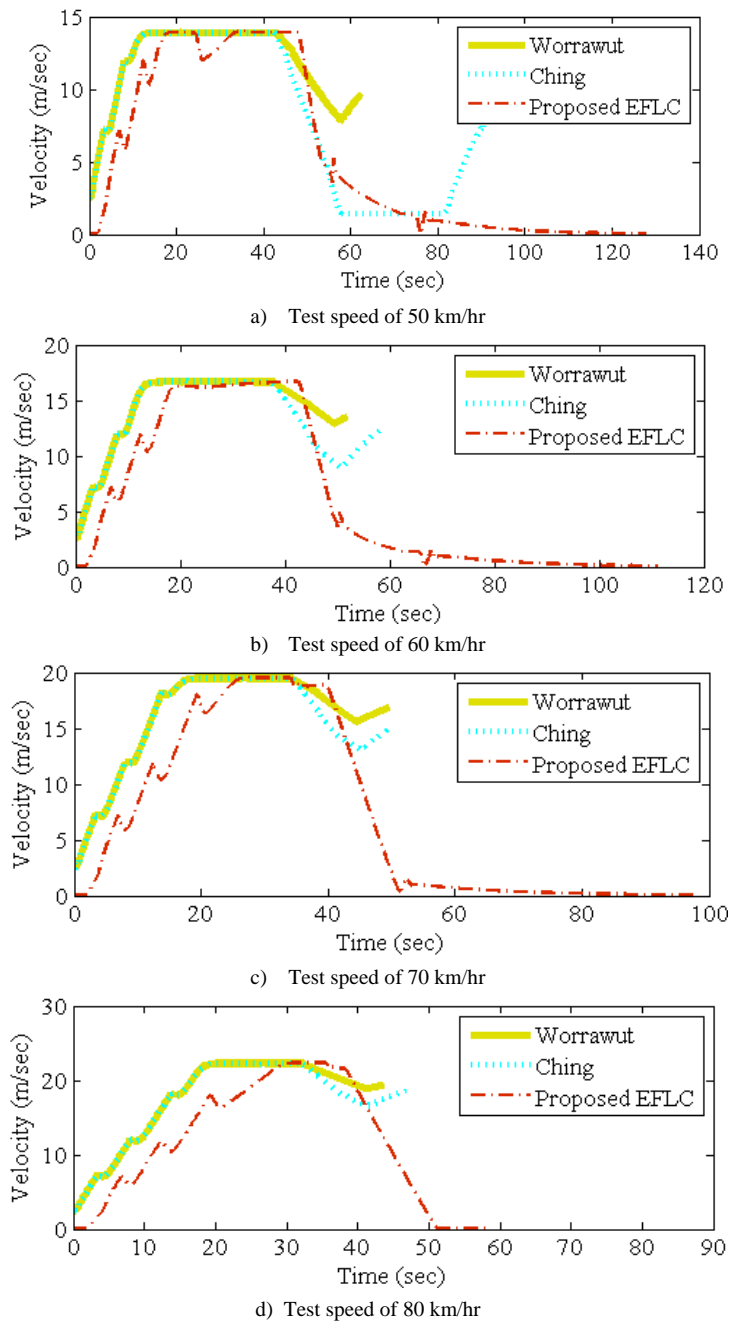 15
10
5
0
Velocity (m/sec)
Worrawut
Ching
Proposed EFLC
0 20 40 60 80 100 120 140
Time (sec)
a) Test speed of 50 km/hr
20
15
10
5
0
Velocity (m/sec)
Worrawut
Ching
Proposed EFLC
0 20 40 60 80 100 120
Time (sec)
b) Test speed of 60 km/hr
20
15
10
5
0
Velocity (m/sec)
Worrawut
Ching
Proposed EFLC
0 20 40 60 80 100
Time (sec)
c) Test speed of 70 km/hr
30
20
10
0
Velocity (m/sec)
Worrawut
Ching
Proposed EFLC
0 10 20 30 40 50 60 70 80 90
Time (sec)
d) Test speed of 80 km/hr